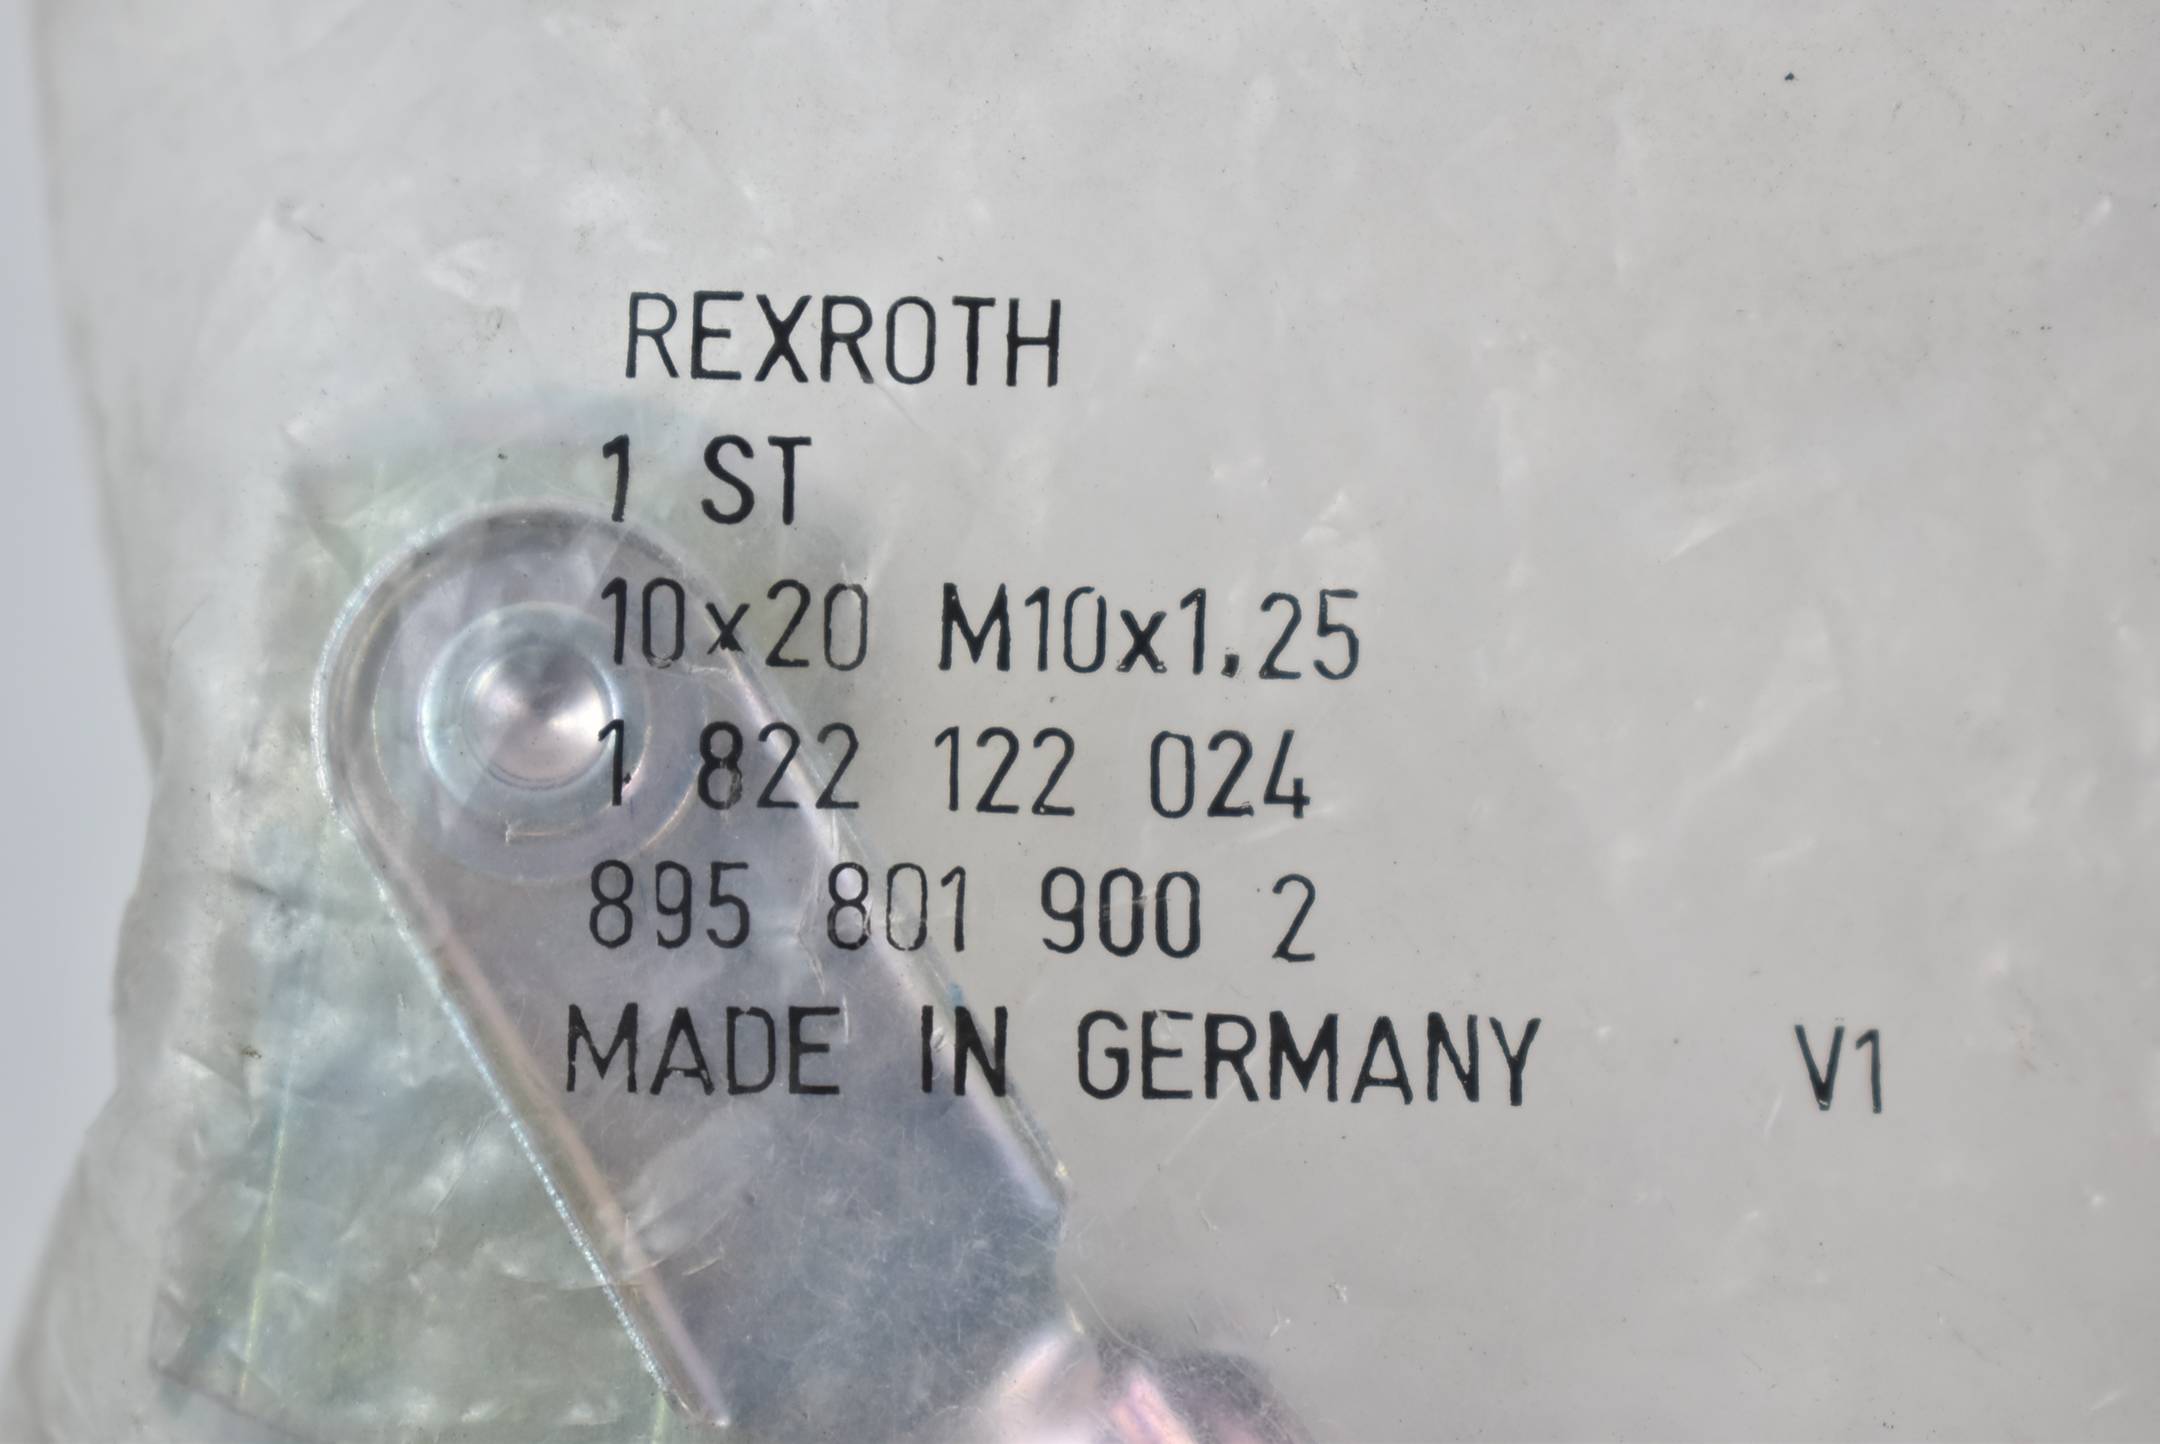 REXROTH
1 ST
10x20 M10x1.25
1 822 122 024
895 801 900 2
MADE IN GERMANY V1